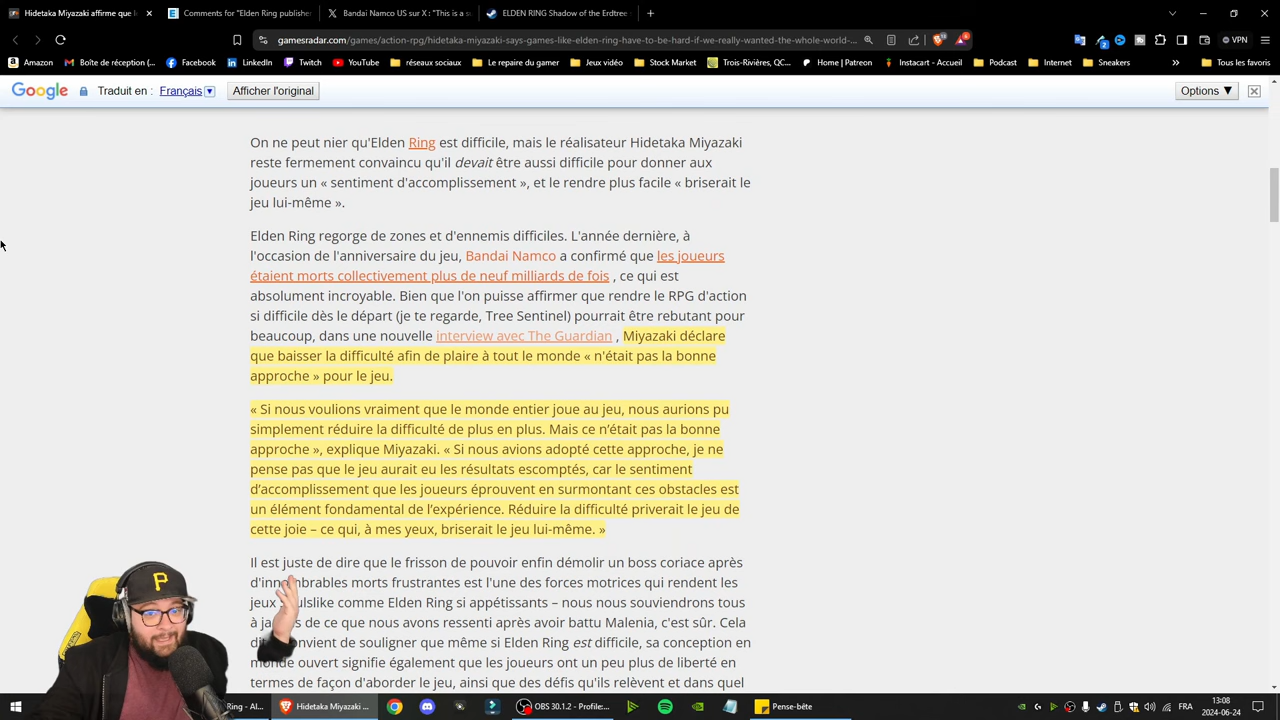 Hidetaka Miyazaki affirme que l
Comments for "Elden Ring publisher
Bandai Namco US sur X : "This is a s
ELDEN RING Shadow of the Erdtree
gamesradar.com/games/action-rpg/hidetaka-miyazaki-says-games-like-elden-ring-have-to-be-hard-if-we-really-wanted-the-whole-world-...
VPN
Amazon
Boîte de réception (...
Facebook
LinkedIn
Twitch
YouTube
réseaux sociaux
Le repaire du gamer
Jeux vidéo
Stock Market
Trois-Rivières, QC...
Home | Patreon
Instacart - Accueil
Podcast
Internet
Sneakers
Tous les favoris
Google
Traduit en :
Français
Afficher l'original
Options ▼
On ne peut nier qu'Elden Ring est difficile, mais le réalisateur Hidetaka Miyazaki
reste fermement convaincu qu'il devait être aussi difficile pour donner aux
joueurs un « sentiment d'accomplissement », et le rendre plus facile « briserait le
jeu lui-même ».
Elden Ring regorge de zones et d'ennemis difficiles. L'année dernière, à
l'occasion de l'anniversaire du jeu, Bandai Namco a confirmé que les joueurs
étaient morts collectivement plus de neuf milliards de fois , ce qui est
absolument incroyable. Bien que l'on puisse affirmer que rendre le RPG d'action
si difficile dès le départ (je te regarde, Tree Sentinel) pourrait être rebutant pour
beaucoup, dans une nouvelle interview avec The Guardian , Miyazaki déclare
que baisser la difficulté afin de plaire à tout le monde « n'était pas la bonne
approche » pour le jeu.
« Si nous voulions vraiment que le monde entier joue au jeu, nous aurions pu
simplement réduire la difficulté de plus en plus. Mais ce n'était pas la bonne
approche », explique Miyazaki. « Si nous avions adopté cette approche, je ne
pense pas que le jeu aurait eu les résultats escomptés, car le sentiment
d'accomplissement que les joueurs éprouvent en surmontant ces obstacles est
un élément fondamental de l'expérience. Réduire la difficulté priverait le jeu de
cette joie – ce qui, à mes yeux, briserait le jeu lui-même. »
Il est juste de dire que le frisson de pouvoir enfin démolir un boss coriace après
d'innombrables morts frustrantes est l'une des forces motrices qui rendent les
jeux lslike comme Elden Ring si appétissants – nous nous souviendrons tous
à ja s de ce que nous avons ressenti après avoir battu Malenia, c'est sûr. Cela
di onvient de souligner que même si Elden Ring est difficile, sa conception en
monde ouvert signifie également que les joueurs ont un peu plus de liberté en
termes de façon d'aborder le jeu, ainsi que des défis qu'ils relèvent et dans quel
P
Ring - Al...
Hidetaka Miyazaki ...
OBS 30.1.2 - Profile:...
Pense-bête
FRA
13:08
2024-06-24